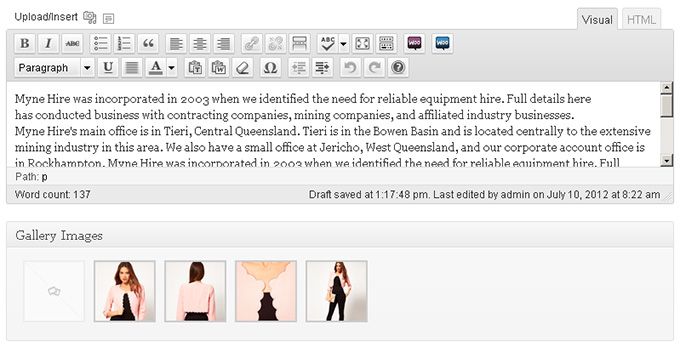 Upload/Insert
Visual
HTML
B I ABC
ABC
WOO
WOO
Paragraph
U
A
T
W
Ω
?
Myne Hire was incorporated in 2003 when we identified the need for reliable equipment hire. Full details here
has conducted business with contracting companies, mining companies, and affiliated industry businesses.
Myne Hire's main office is in Tieri, Central Queensland. Tieri is in the Bowen Basin and is located centrally to the extensive
mining industry in this area. We also have a small office at Jericho, West Queensland, and our corporate account office is
in Rockhampton. Myne Hire was incorporated in 2003 when we identified the need for reliable equipment hire. Full
Path: p
Word count: 137
Draft saved at 1:17:48 pm. Last edited by admin on July 10, 2012 at 8:22 am
Gallery Images